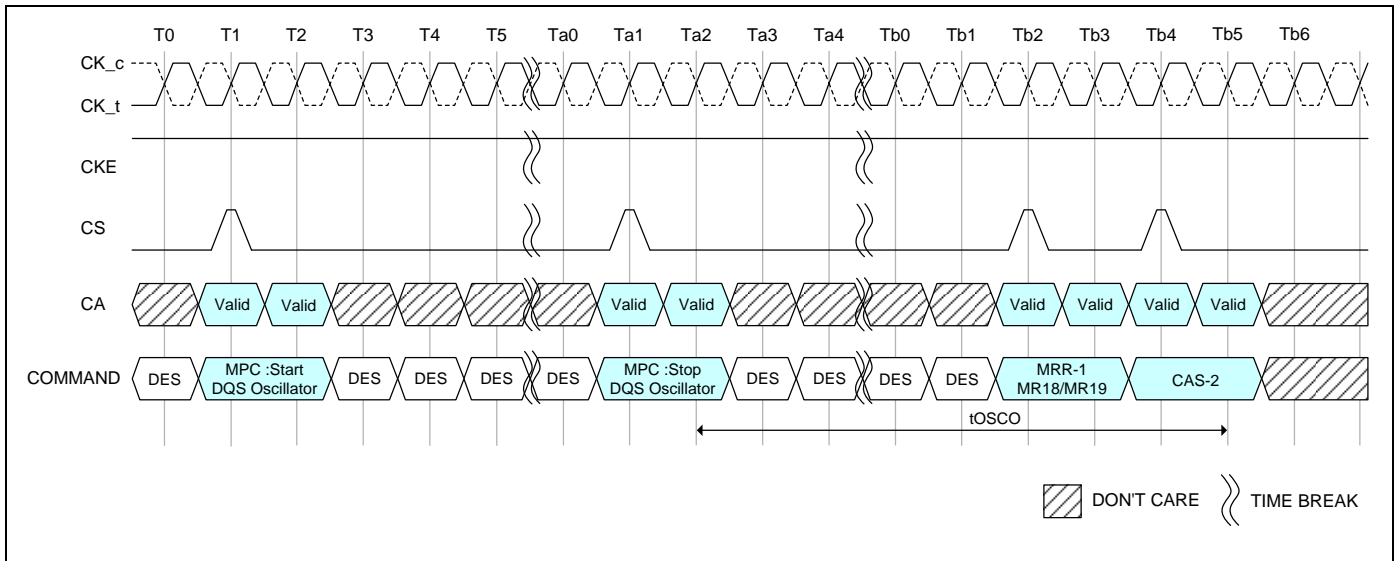 T0 T1 T2 T3 T4 T5 Ta0 Ta1 Ta2 Ta3 Ta4 Tb0 Tb1 Tb2 Tb3 Tb4 Tb5 Tb6
CK_c
CK_t
CKE
CS
CA Valid Valid Valid Valid Valid Valid Valid Valid
COMMAND DES MPC :Start DES DES DES DES MPC :Stop DES DES DES DES MRR-1 CAS-2
DQS Oscillator DQS Oscillator MR18/MR19
tOSCO
DON'T CARE TIME BREAK